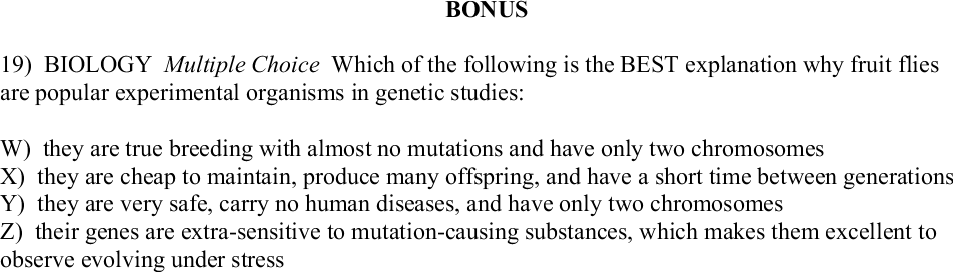 BONUS
19) BIOLOGY Multiple Choice Which of the following is the BEST explanation why fruit flies
are popular experimental organisms in genetic studies:
W) they are true breeding with almost no mutations and have only two chromosomes
X) they are cheap to maintain, produce many offspring, and have a short time between generations
Y) they are very safe, carry no human diseases, and have only two chromosomes
Z) their genes are extra-sensitive to mutation-causing substances, which makes them excellent to
observe evolving under stress